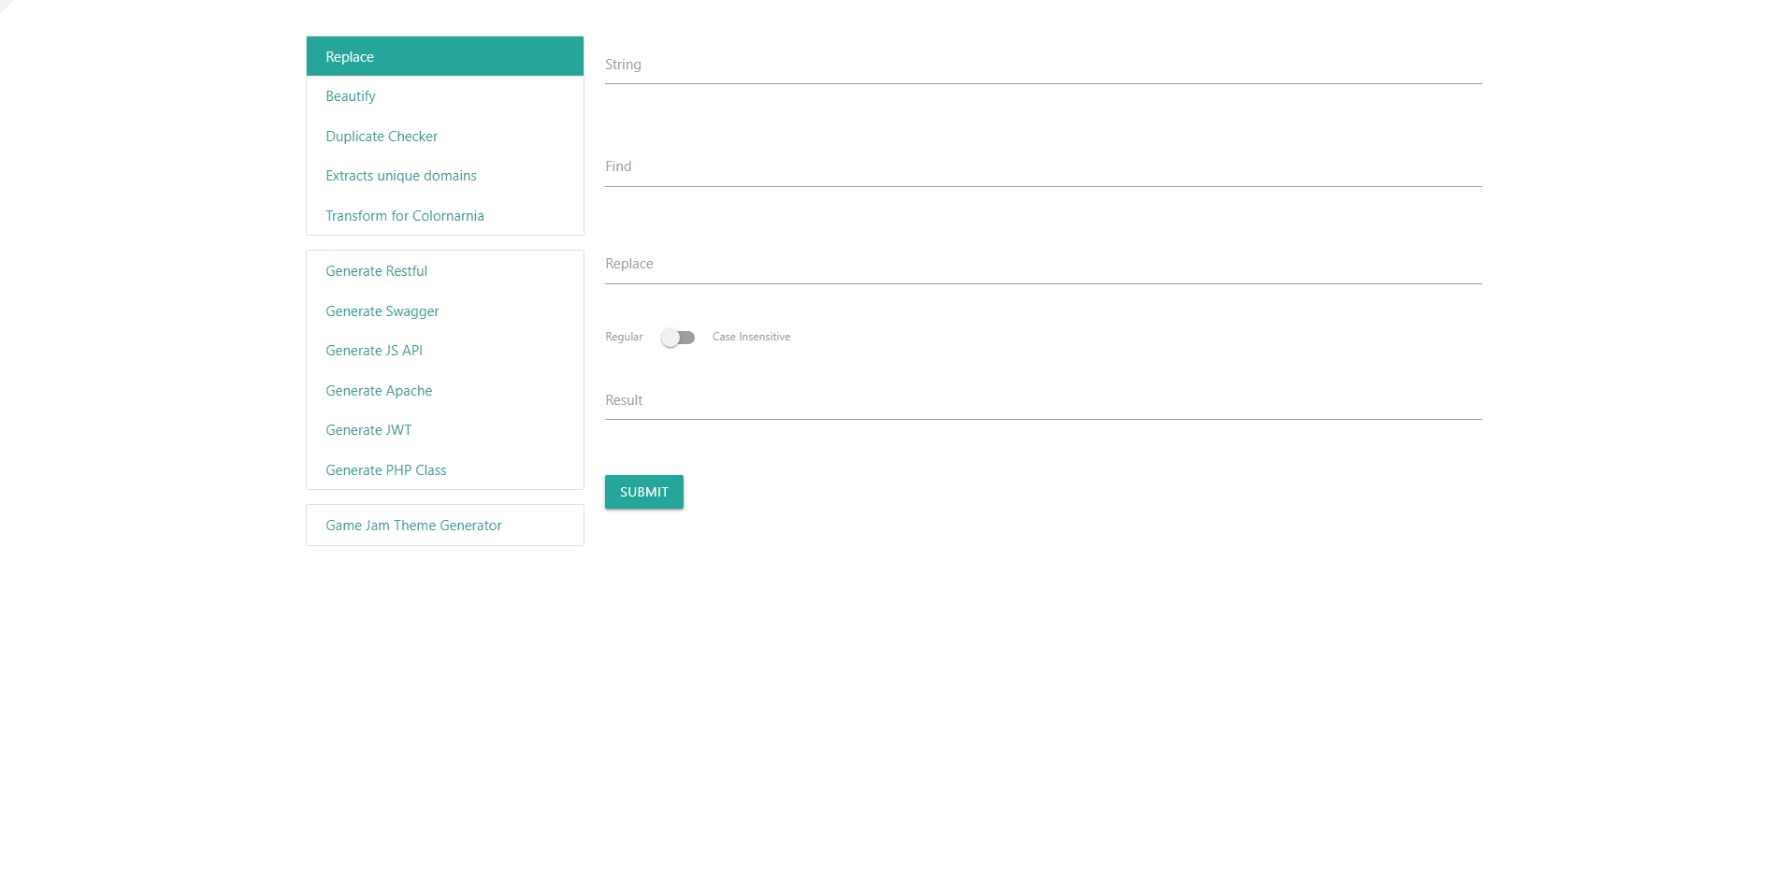 Replace
Beautify
Duplicate Checker
Extracts unique domains
Transform for Colornarnia
Generate Restful
Generate Swagger
Generate JS API
Generate Apache
Generate JWT
Generate PHP Class
Game Jam Theme Generator
String
Find
Replace
Regular Case Insensitive
Result
SUBMIT